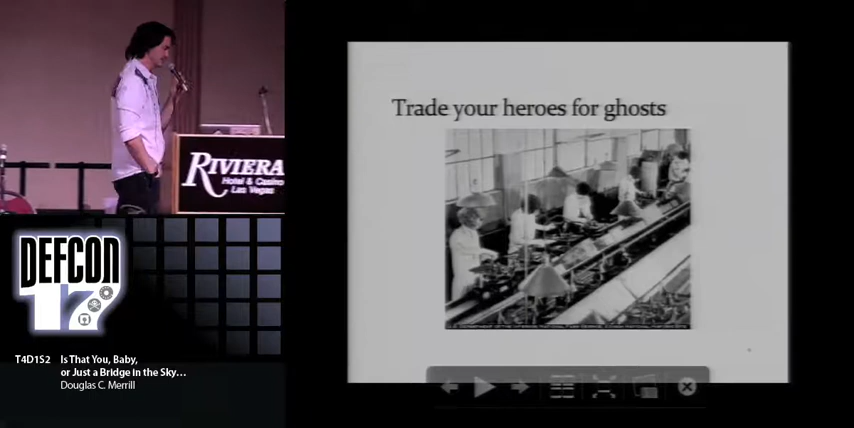 Trade your heroes for ghosts
RIVIERA
Hotel & Casino
Las Vegas
DEFCON
17
T4D1S2 Is That You, Baby,
or Just a Bridge in the Sky...
Douglas C. Merrill